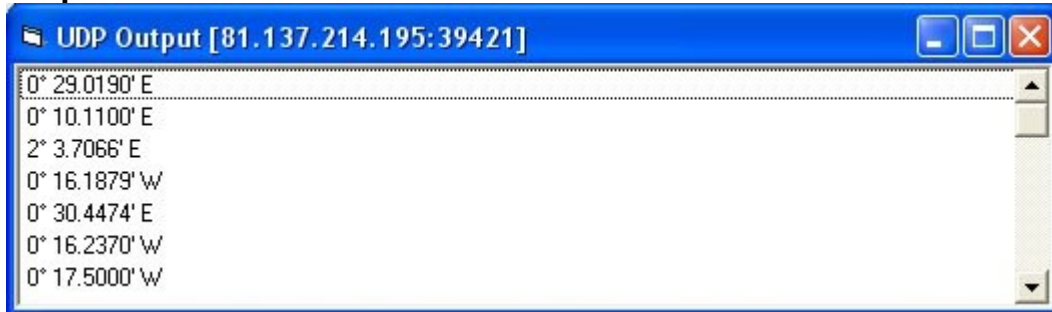 UDP Output [81.137.214.195:39421]
0° 29.0190' E
0° 10.1100' E
2° 3.7066' E
0° 16.1879' W
0° 30.4474' E
0° 16.2370' W
0° 17.5000' W